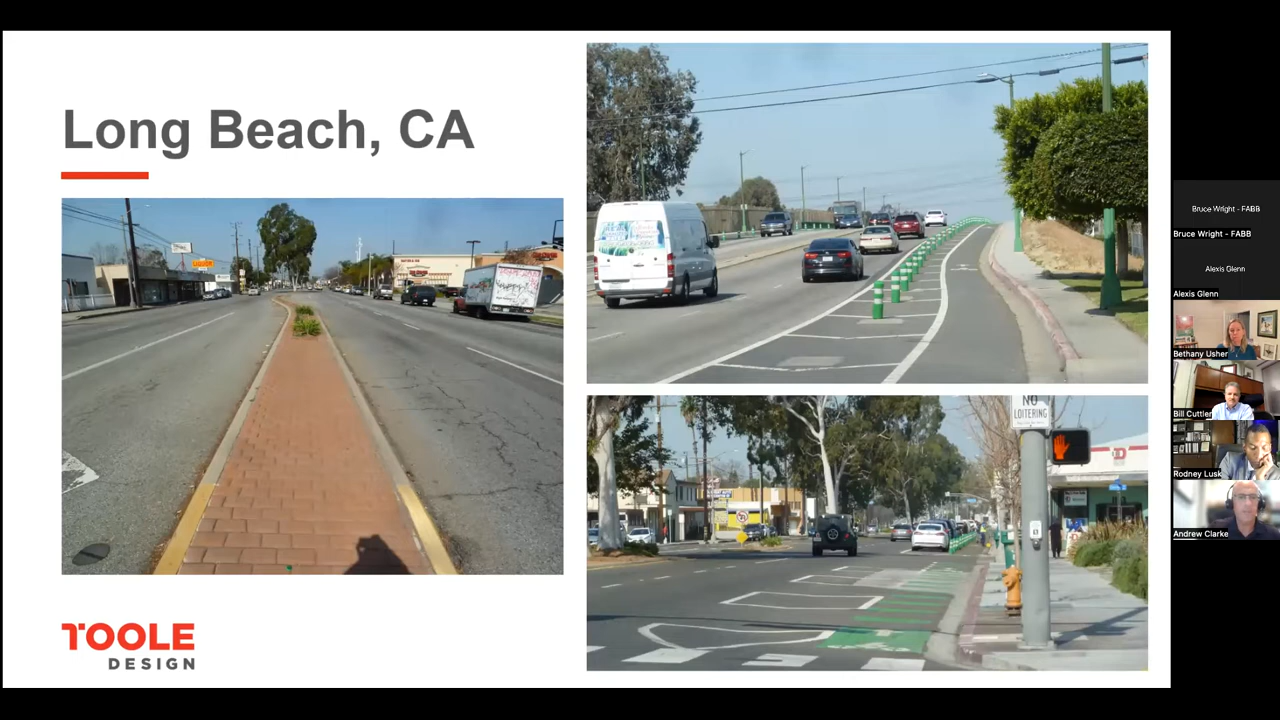 Long Beach, CA
LIQUOR
NO
LOITERING
TOOLE
DESIGN
Bruce Wright - FABB
Bruce Wright - FABB
Alexis Glenn
Alexis Glenn
Bethany Usher
Bill Cuttler
Rodney Lusk
Andrew Clarke